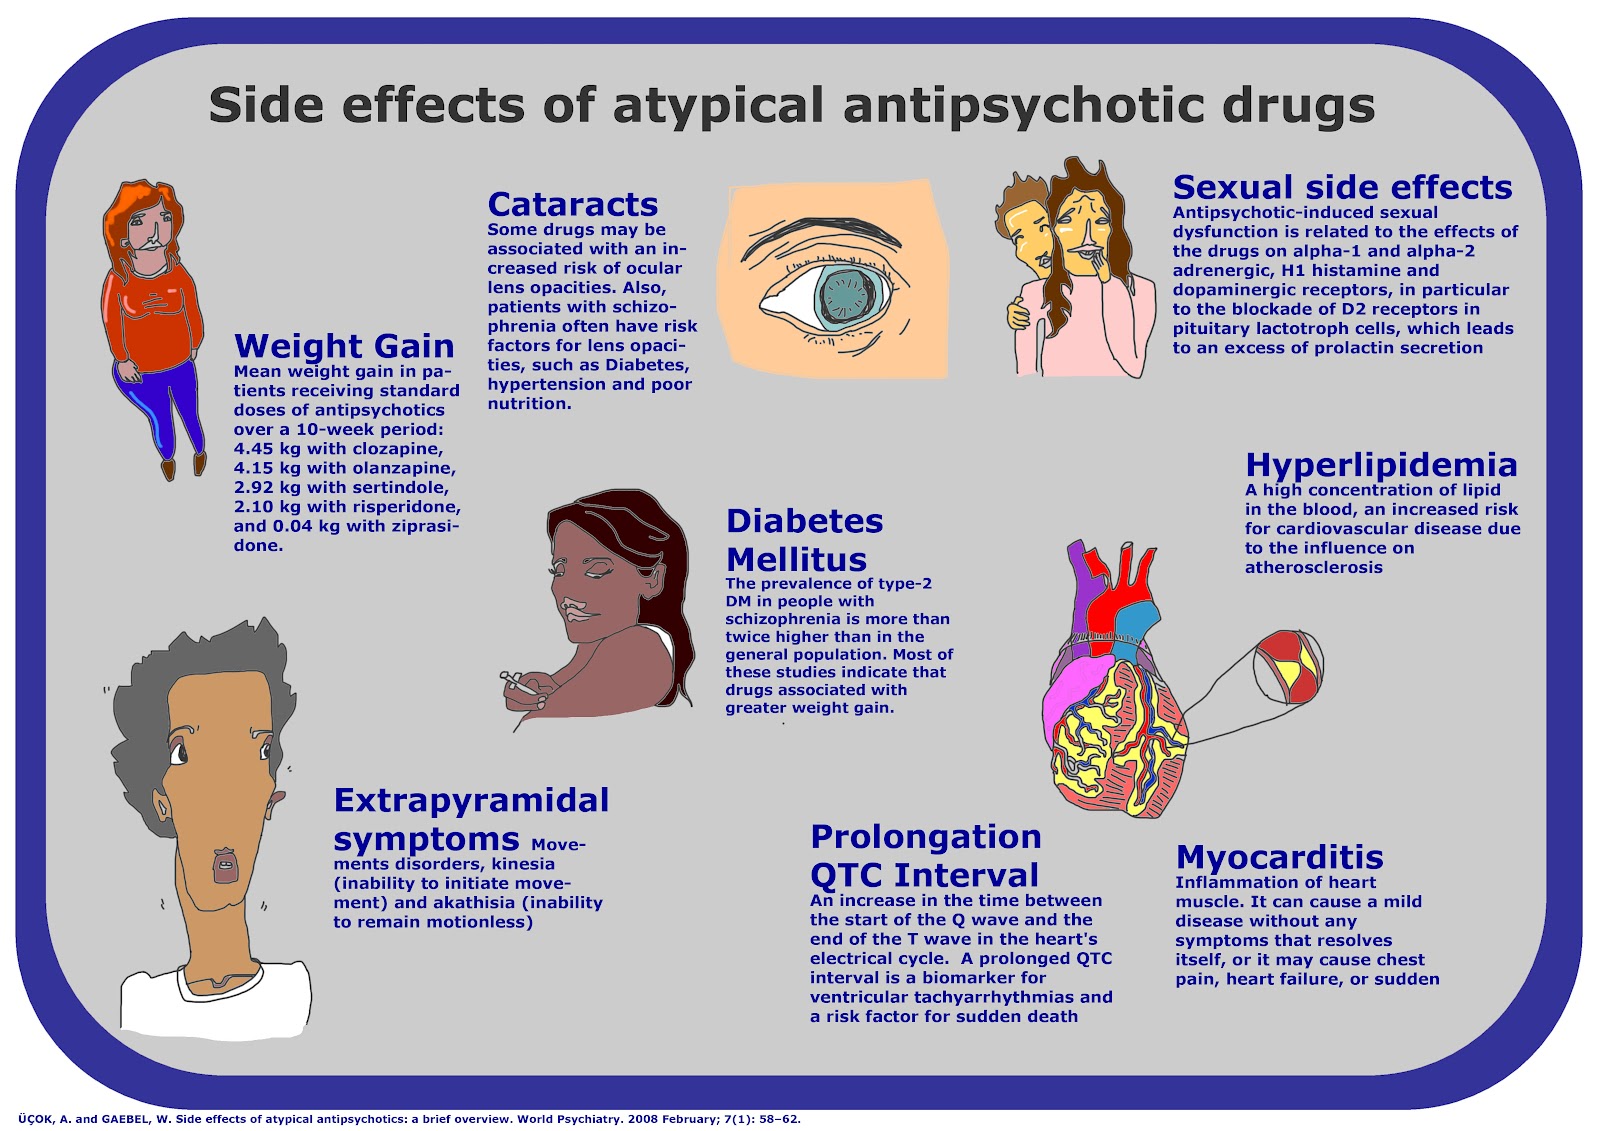 Side effects of atypical antipsychotic drugs
Weight Gain
Mean weight gain in pa-
tients receiving standard
doses of antipsychotics
over a 10-week period:
4.45 kg with clozapine,
4.15 kg with olanzapine,
2.92 kg with sertindole,
2.10 kg with risperidone,
and 0.04 kg with ziprasi-
done.
Cataracts
Some drugs may be
associated with an in-
creased risk of ocular
lens opacities. Also,
patients with schizo-
phrenia often have risk
factors for lens opaci-
ties, such as Diabetes,
hypertension and poor
nutrition.
Sexual side effects
Antipsychotic-induced sexual
dysfunction is related to the effects of
the drugs on alpha-1 and alpha-2
adrenergic, H1 histamine and
dopaminergic receptors, in particular
to the blockade of D2 receptors in
pituitary lactotroph cells, which leads
to an excess of prolactin secretion
Diabetes
Mellitus
The prevalence of type-2
DM in people with
schizophrenia is more than
twice higher than in the
general population. Most of
these studies indicate that
drugs associated with
greater weight gain.
.
Hyperlipidemia
A high concentration of lipid
in the blood, an increased risk
for cardiovascular disease due
to the influence on
atherosclerosis
Extrapyramidal
symptoms Move-
ments disorders, kinesia
(inability to initiate move-
ment) and akathisia (inability
to remain motionless)
Prolongation
QTC Interval
An increase in the time between
the start of the Q wave and the
end of the T wave in the heart's
electrical cycle.  A prolonged QTC
interval is a biomarker for
ventricular tachyarrhythmias and
a risk factor for sudden death
Myocarditis
Inflammation of heart
muscle. It can cause a mild
disease without any
symptoms that resolves
itself, or it may cause chest
pain, heart failure, or sudden
ÜÇOK, A. and GAEBEL, W. Side effects of atypical antipsychotics: a brief overview. World Psychiatry. 2008 February; 7(1): 58–62.